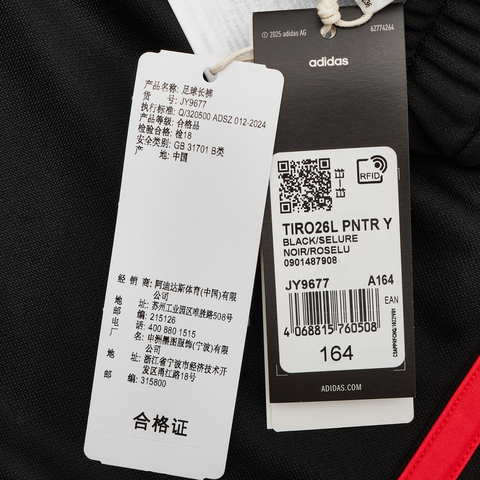 产品名称: 足球长裤
货 号: JY9677
执行标准: Q/320500 ADSZ 012-2024
产品等级: 合格品
检验合格: 检18
安全类别: GB 31701 B类
产 地: 中国
经 销 商: 阿迪达斯体育(中国)有限
公司
地 址: 苏州工业园区唯胜路508号
邮 编: 215126
电 话: 400 880 1515
厂 名: 申洲墨图服饰(宁波)有限
公司
地 址: 浙江省宁波市经济技术开
发区甬江路18号
邮 编: 315800
合格证
© 2025 adidas AG
62774264
adidas
RFID
TIRO26L PNTR Y
BLACK/SELURE
NOIR/ROSELU
0901487908
JY9677 A164
EAN
4 068815 760508
164
ADIDAS.COM